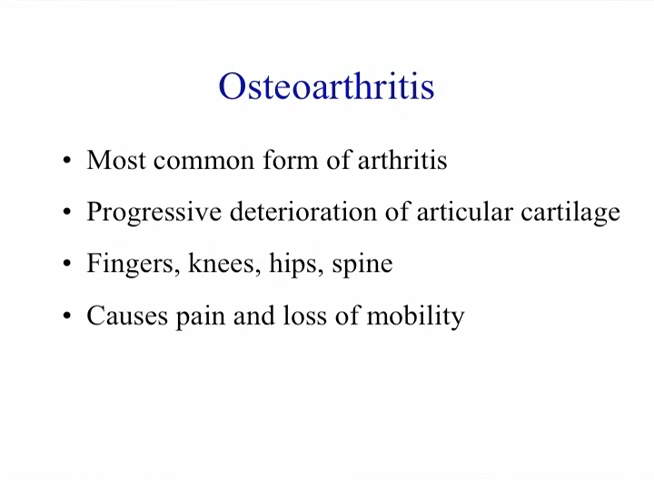 Osteoarthritis
• Most common form of arthritis
• Progressive deterioration of articular cartilage
• Fingers, knees, hips, spine
• Causes pain and loss of mobility